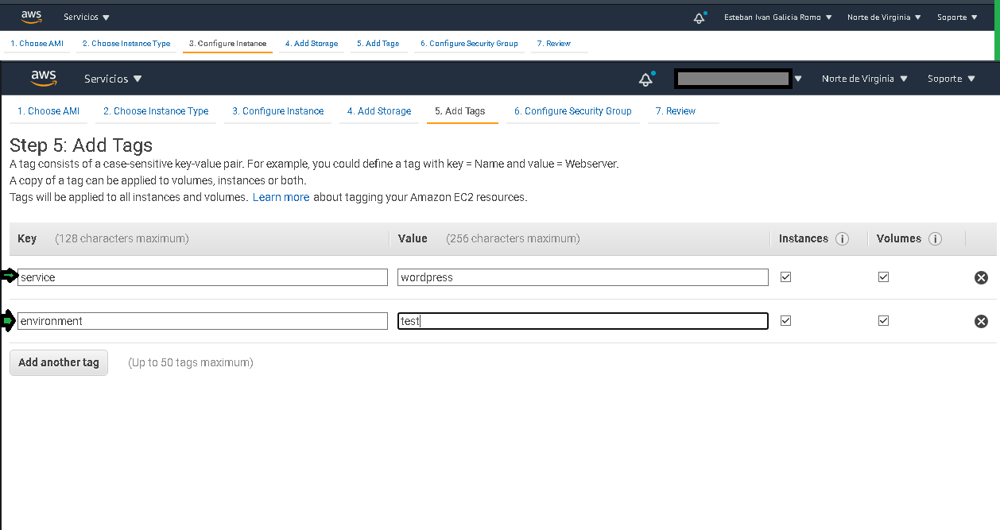 aws Servicios Esteban Ivan Galicia Romo Norte de Virginia Soporte
1. Choose AMI 2. Choose Instance Type 3. Configure Instance 4. Add Storage 5. Add Tags 6. Configure Security Group 7. Review
aws Servicios Norte de Virginia Soporte
1. Choose AMI 2. Choose Instance Type 3. Configure Instance 4. Add Storage 5. Add Tags 6. Configure Security Group 7. Review
Step 5: Add Tags
A tag consists of a case-sensitive key-value pair. For example, you could define a tag with key = Name and value = Webserver.
A copy of a tag can be applied to volumes, instances or both.
Tags will be applied to all instances and volumes. Learn more about tagging your Amazon EC2 resources.
Key (128 characters maximum) Value (256 characters maximum) Instances i Volumes i
service wordpress
environment test
Add another tag (Up to 50 tags maximum)